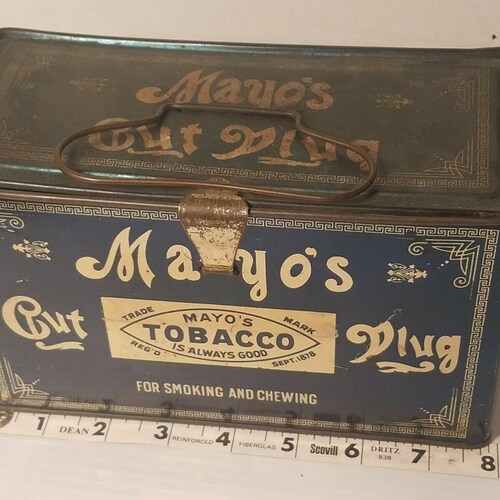 Mayo's
Cut Plug
Mayo's
Cut Plug
TRADE MARK
MAYO'S
TOBACCO
IS ALWAYS GOOD
REG'D SEPT. 1878
FOR SMOKING AND CHEWING
1 DEAN 2 3 REINFORCED 4 FIBERGLAS 5 Scovill 6 DRITZ 7 8
838